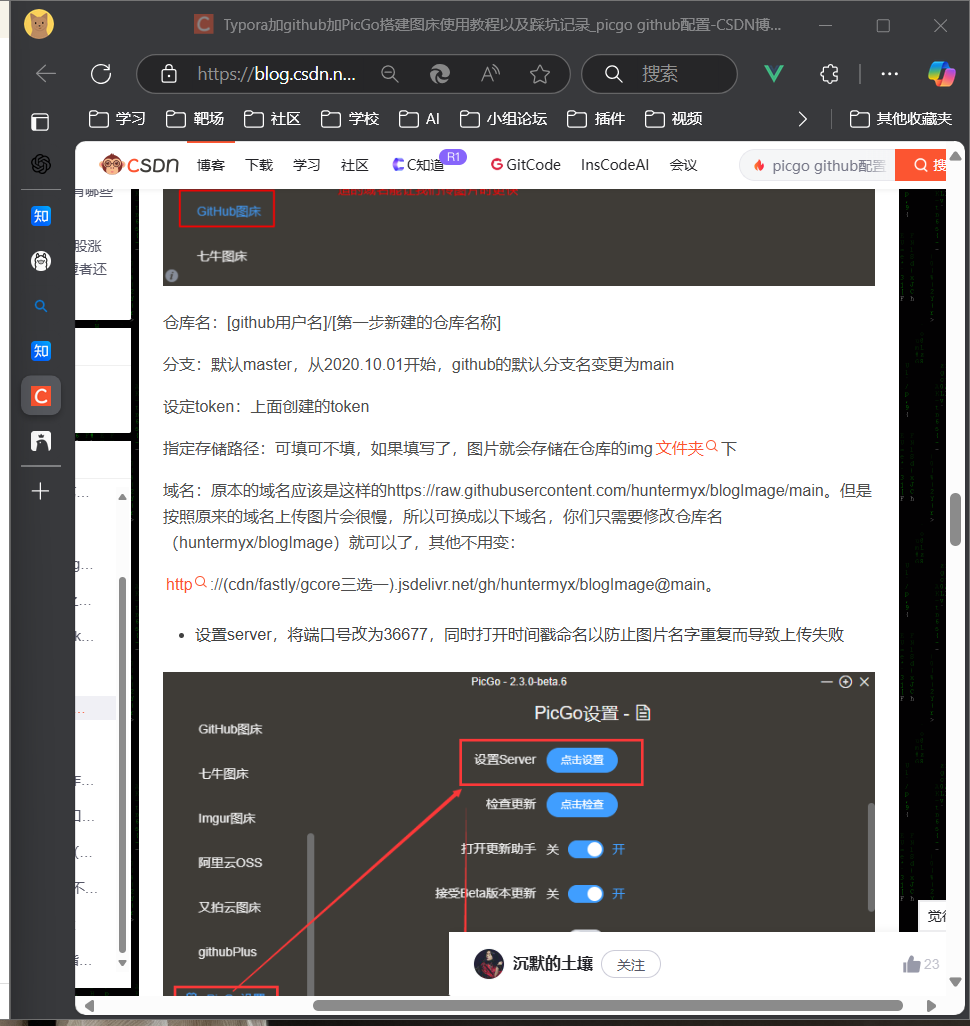 Typora加github加PicGo搭建图床使用教程以及踩坑记录_picgo github配置-CSDN博...
https://blog.csdn.n...
搜索
学习
靶场
社区
学校
AI
小组论坛
插件
视频
其他收藏夹
CSDN
博客
下载
学习
社区
C知道
R1
GitCode
InsCodeAI
会议
picgo github配置
搜
有哪些
股涨
者还
GitHub图床
七牛图床
仓库名：[github用户名]/[第一步新建的仓库名称]
分支：默认master，从2020.10.01开始，github的默认分支名变更为main
设定token：上面创建的token
指定存储路径：可填可不填，如果填写了，图片就会存储在仓库的img文件夹下
域名：原本的域名应该是这样的https://raw.githubusercontent.com/huntermyx/blogImage/main。但是
按照原来的域名上传图片会很慢，所以可换成以下域名，你们只需要修改仓库名
（huntermyx/blogImage）就可以了，其他不用变：
http://(cdn/fastly/gcore三选一).jsdelivr.net/gh/huntermyx/blogImage@main。
• 设置server，将端口号改为36677，同时打开时间戳命名以防止图片名字重复而导致上传失败
PicGo - 2.3.0-beta.6
PicGo设置 -
GitHub图床
设置Server 点击设置
七牛图床
检查更新 点击检查
Imgur图床
打开更新助手 关 开
阿里云OSS
接受Beta版本更新 关 开
又拍云图床
githubPlus
沉默的土壤
关注
23